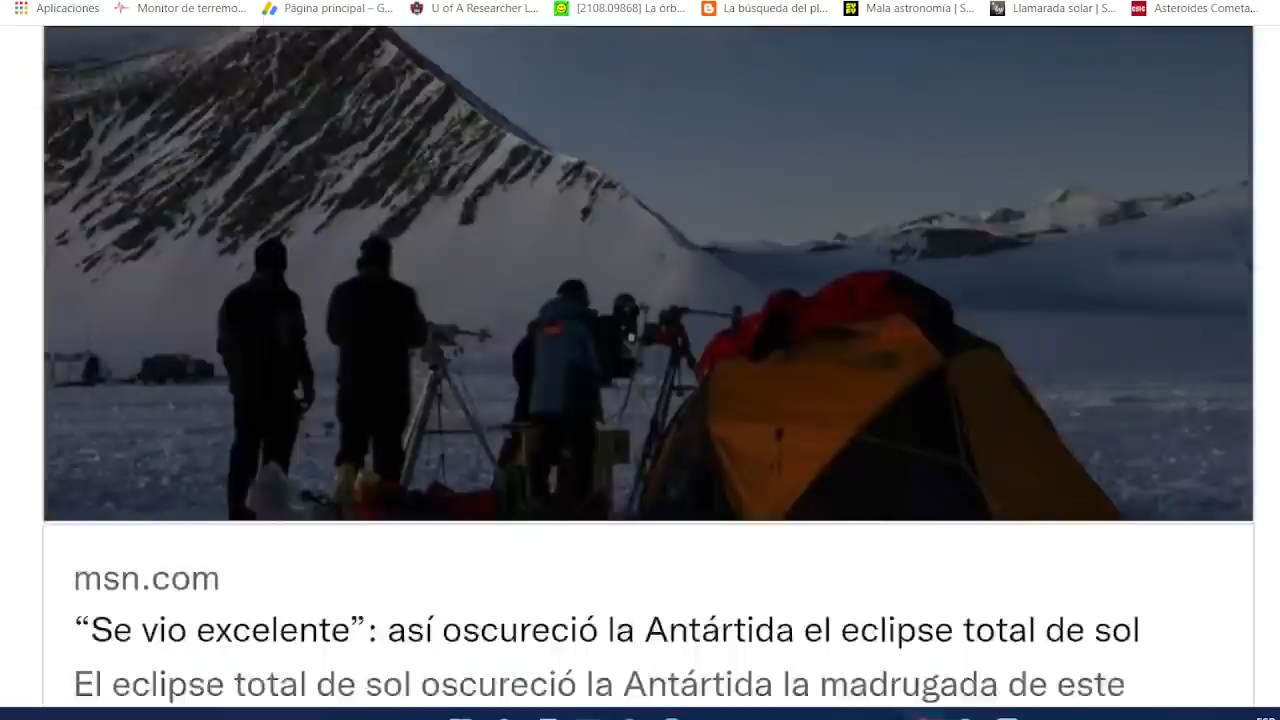 Aplicaciones Monitor de terremo... Página principal – G... U of A Researcher L... [2108.09868] La órb... La búsqueda del pl... Mala astronomía | S... Llamarada solar | S... Asteroides Cometa...
msn.com
“Se vio excelente”: así oscureció la Antártida el eclipse total de sol
El eclipse total de sol oscureció la Antártida la madrugada de este